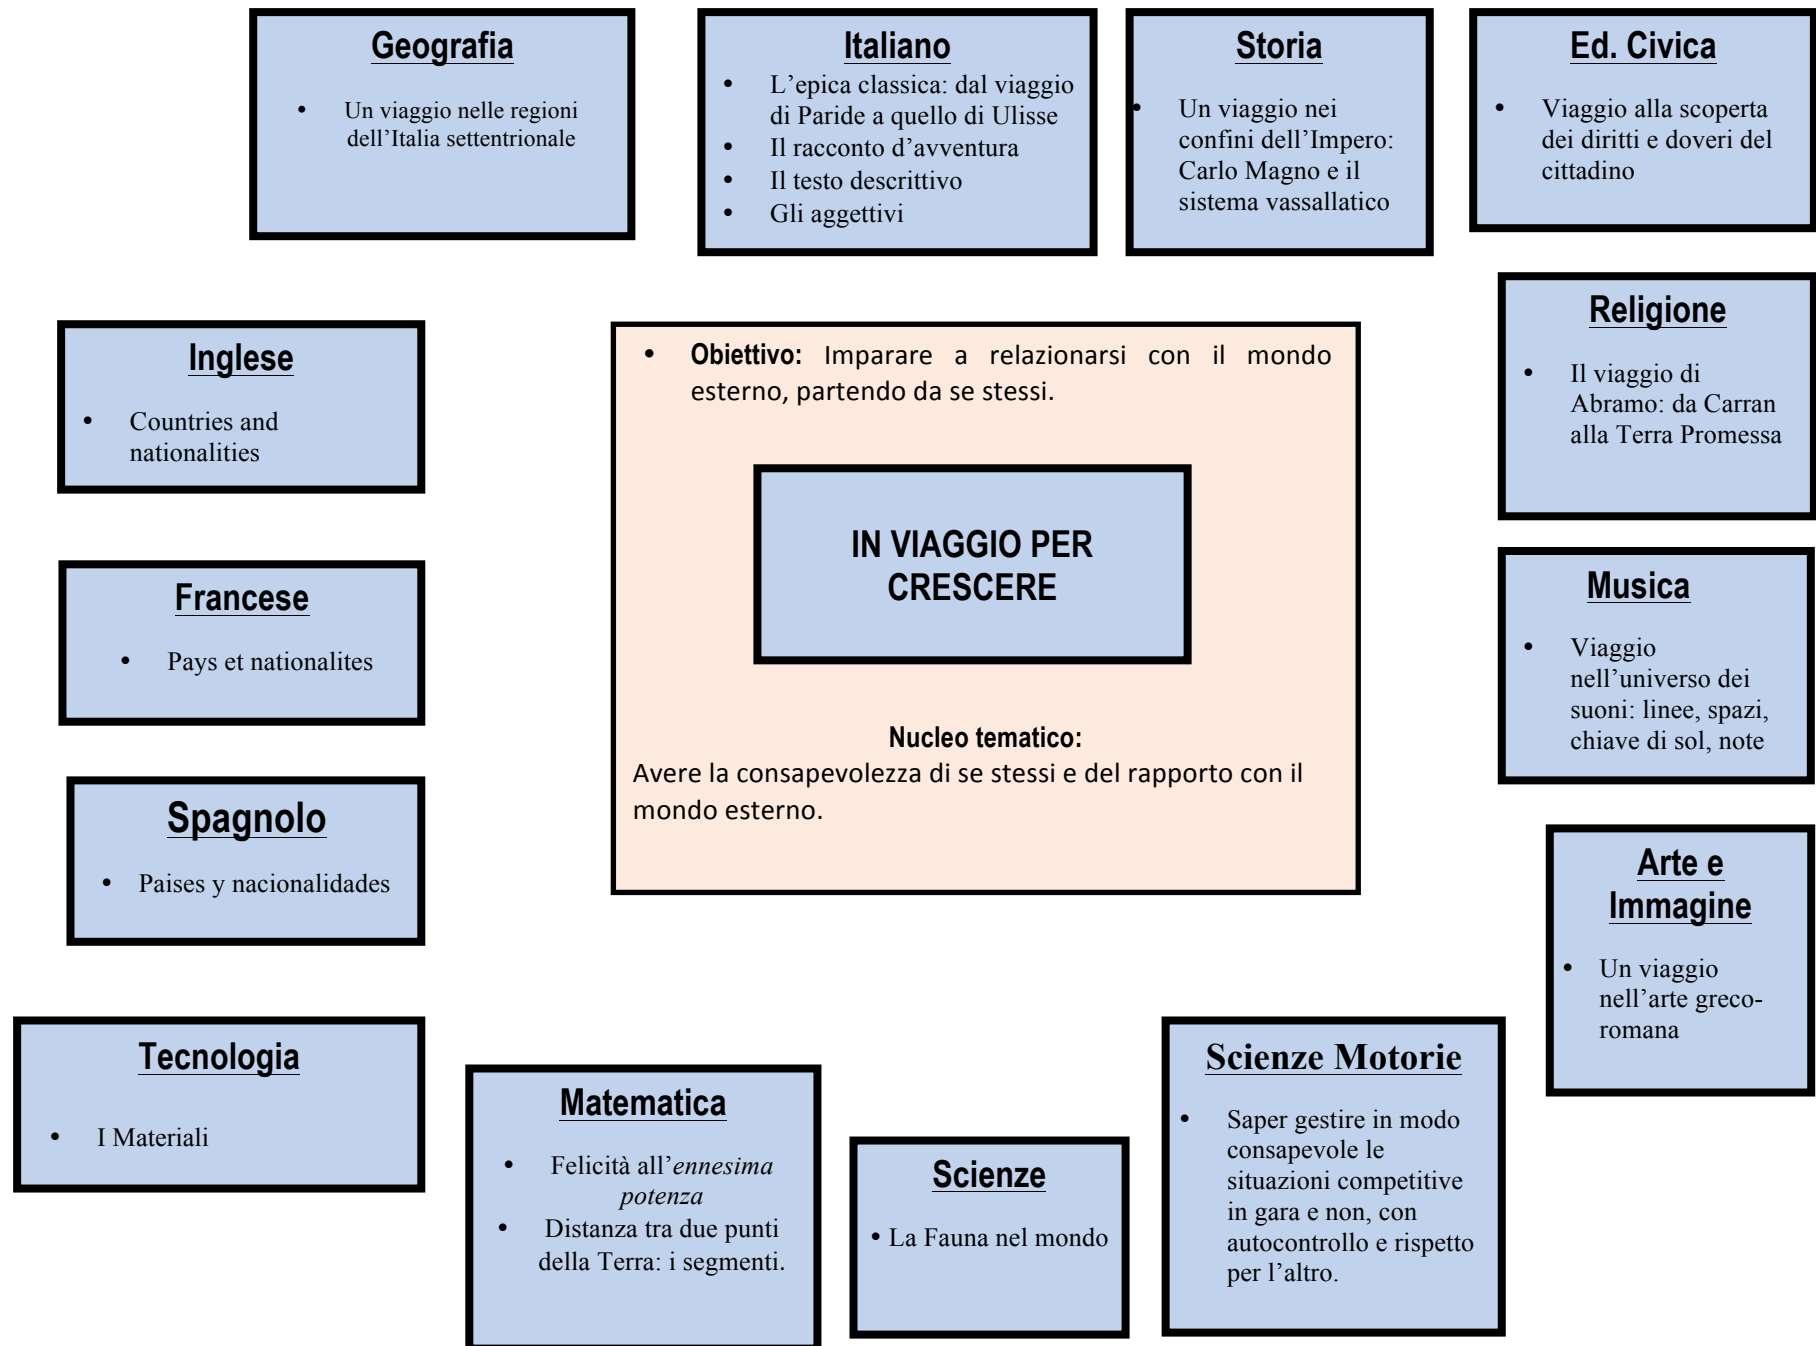 Geografia
• Un viaggio nelle regioni
dell’Italia settentrionale
Italiano
• L’epica classica: dal viaggio
di Paride a quello di Ulisse
• Il racconto d’avventura
• Il testo descrittivo
• Gli aggettivi
Storia
• Un viaggio nei
confini dell’Impero:
Carlo Magno e il
sistema vassallatico
Ed. Civica
• Viaggio alla scoperta
dei diritti e doveri del
cittadino
Religione
• Il viaggio di
Abramo: da Carran
alla Terra Promessa
Inglese
• Countries and
nationalities
• Obiettivo: Imparare a relazionarsi con il mondo
esterno, partendo da se stessi.
IN VIAGGIO PER
CRESCERE
Nucleo tematico:
Avere la consapevolezza di se stessi e del rapporto con il
mondo esterno.
Francese
• Pays et nationalites
Musica
• Viaggio
nell’universo dei
suoni: linee, spazi,
chiave di sol, note
Spagnolo
• Paises y nacionalidades
Arte e
Immagine
• Un viaggio
nell’arte greco-
romana
Tecnologia
• I Materiali
Matematica
• Felicità all’ennesima
potenza
• Distanza tra due punti
della Terra: i segmenti.
Scienze
• La Fauna nel mondo
Scienze Motorie
• Saper gestire in modo
consapevole le
situazioni competitive
in gara e non, con
autocontrollo e rispetto
per l’altro.